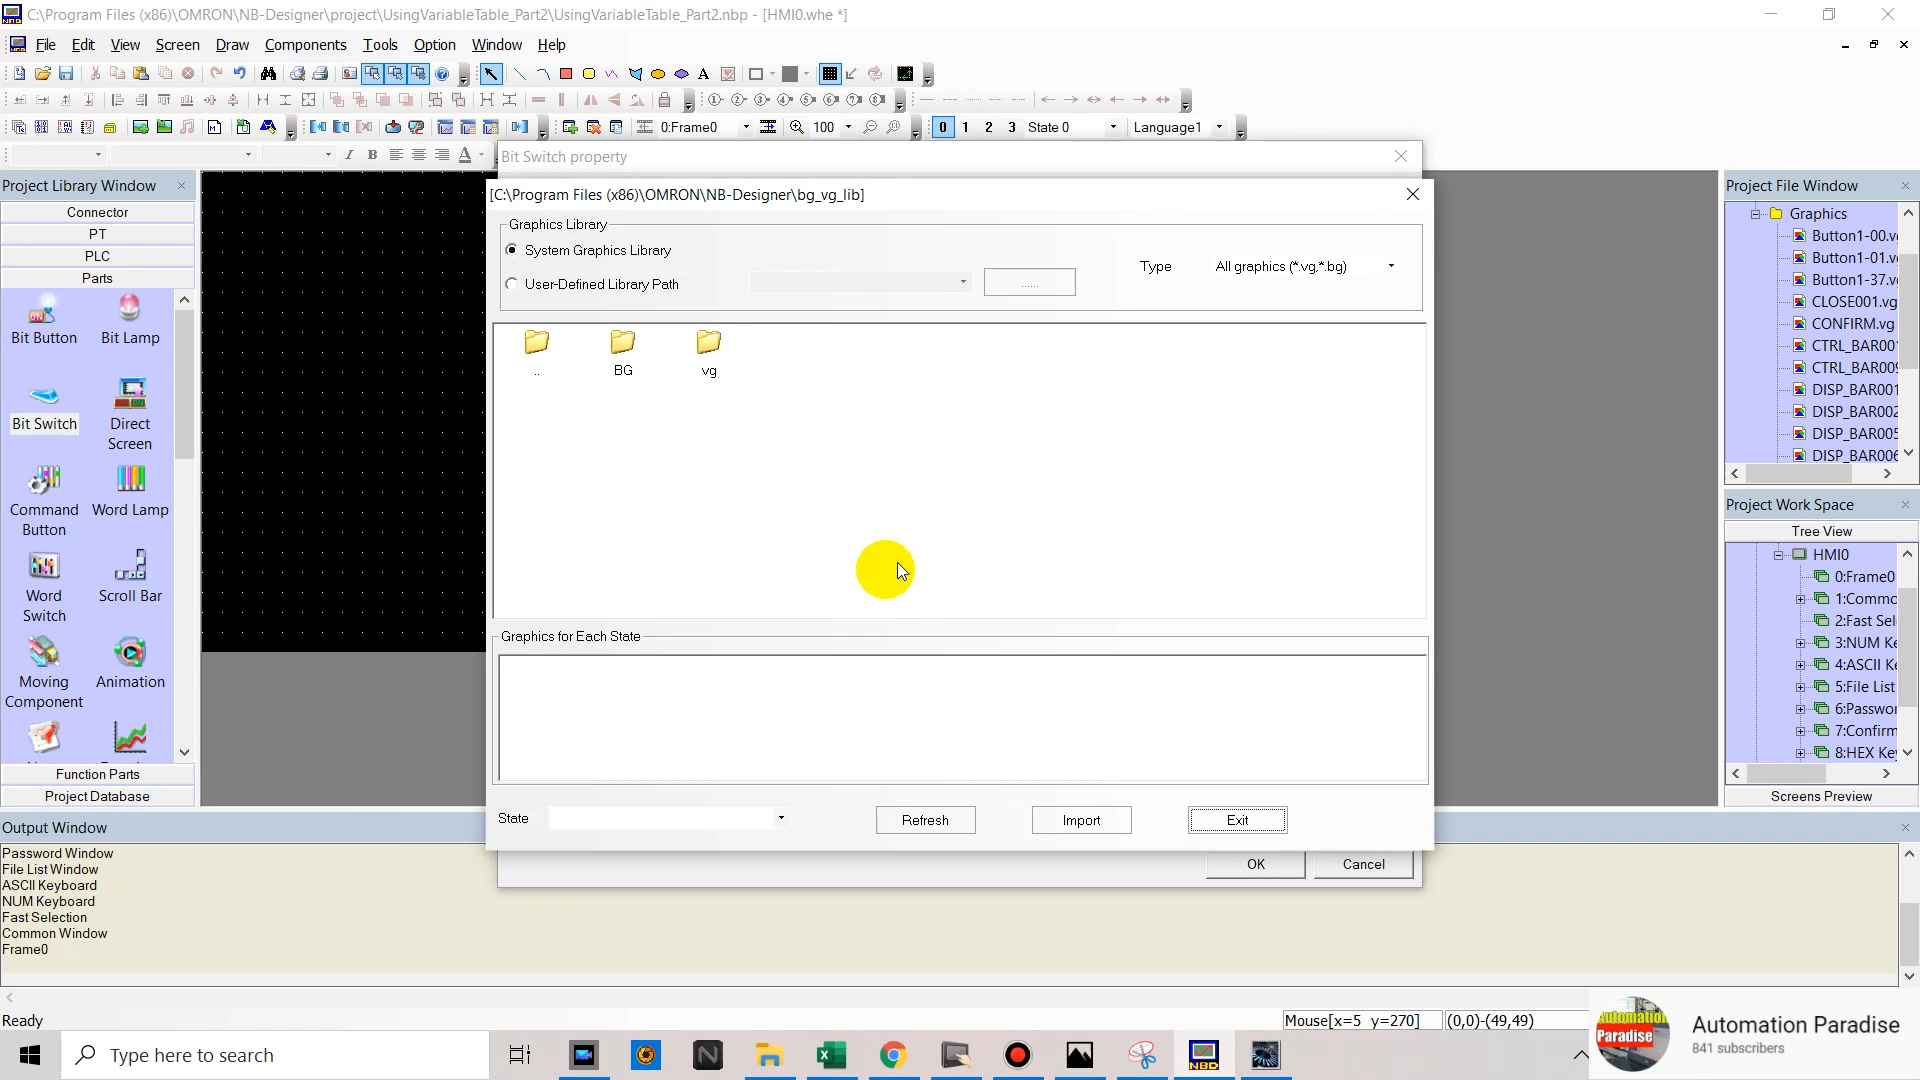 C:\Program Files (x86)\OMRON\NB-Designer\project\UsingVariableTable_Part2\UsingVariableTable_Part2.nbp - [HMI0.whe *]
File Edit View Screen Draw Components Tools Option Window Help
0:Frame0 100 0 1 2 3 State 0 Language1
Bit Switch property
[C:\Program Files (x86)\OMRON\NB-Designer\bg_vg_lib]
Graphics Library
System Graphics Library
User-Defined Library Path
......
Type All graphics (*.vg,*.bg)
.. BG vg
Graphics for Each State
State Refresh Import Exit
OK Cancel
Project Library Window
Connector
PT
PLC
Parts
Bit Button Bit Lamp
Bit Switch Direct Screen
Command Button Word Lamp
Word Switch Scroll Bar
Moving Component Animation
Function Parts
Project Database
Project File Window
Graphics
Button1-00.v
Button1-01.v
Button1-37.v
CLOSE001.vg
CONFIRM.vg
CTRL_BAR00
CTRL_BAR009
DISP_BAR001
DISP_BAR002
DISP_BAR005
DISP_BAR006
Project Work Space
Tree View
HMI0
0:Frame0
1:Commo
2:Fast Sel
3:NUM Ke
4:ASCII Ke
5:File List
6:Passwor
7:Confirm
8:HEX Key
Screens Preview
Output Window
Password Window
File List Window
ASCII Keyboard
NUM Keyboard
Fast Selection
Common Window
Frame0
Ready
Mouse[x=5 y=270] (0,0)-(49,49)
Type here to search
NBD
Automation Paradise
Automation Paradise
841 subscribers